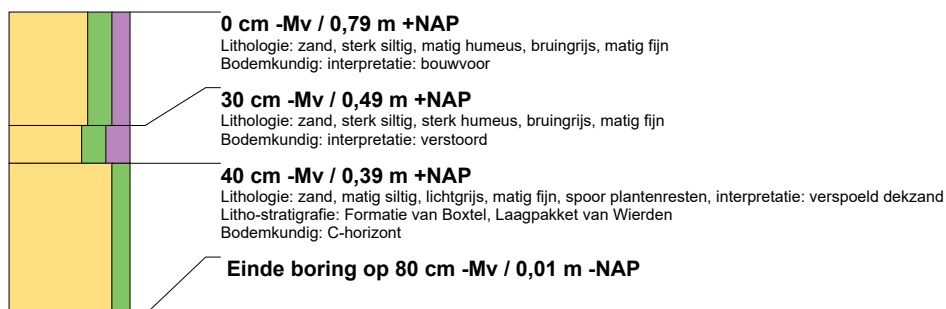 0 cm -Mv / 0,79 m +NAP
Lithologie: zand, sterk siltig, matig humeus, bruingrijs, matig fijn
Bodemkundig: interpretatie: bouwvoor
30 cm -Mv / 0,49 m +NAP
Lithologie: zand, sterk siltig, sterk humeus, bruingrijs, matig fijn
Bodemkundig: interpretatie: verstoord
40 cm -Mv / 0,39 m +NAP
Lithologie: zand, matig siltig, lichtgrijs, matig fijn, spoor plantenresten, interpretatie: verspoeld dekzand
Litho-stratigrafie: Formatie van Boxtel, Laagpakket van Wierden
Bodemkundig: C-horizont
Einde boring op 80 cm -Mv / 0,01 m -NAP